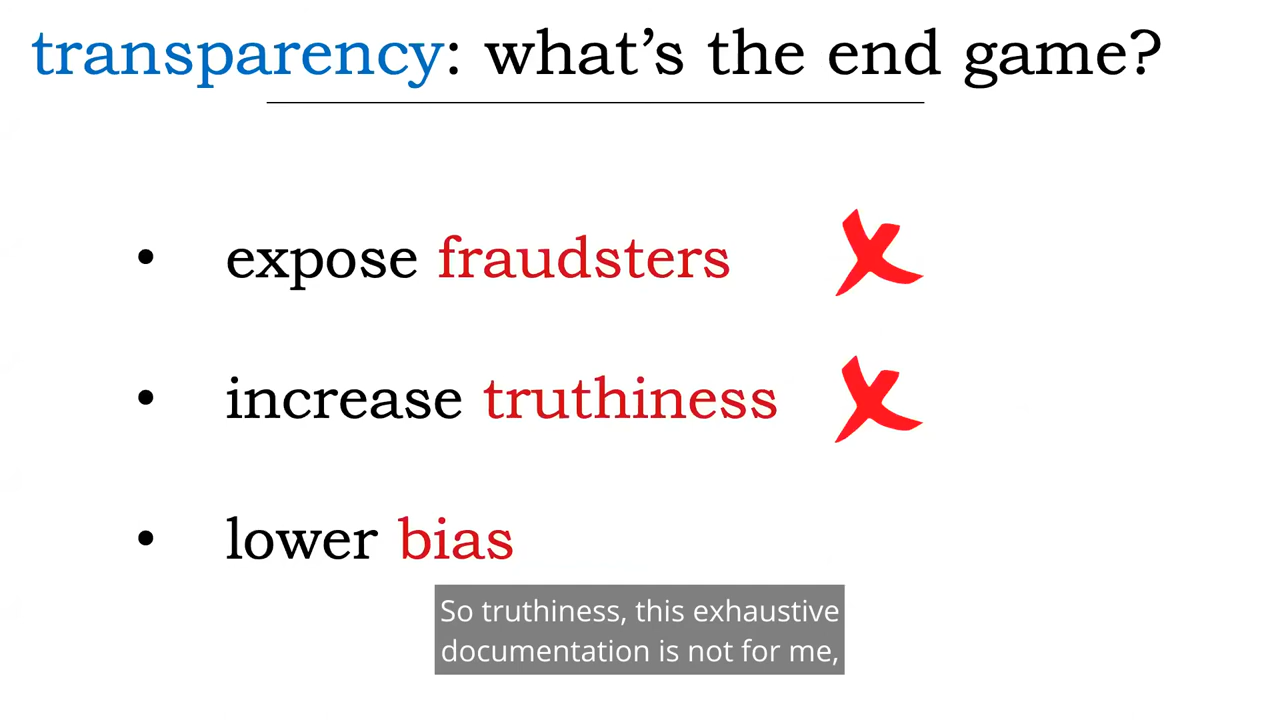 transparency: what’s the end game?
• expose fraudsters
• increase truthiness
• lower bias
So truthiness, this exhaustive
documentation is not for me,